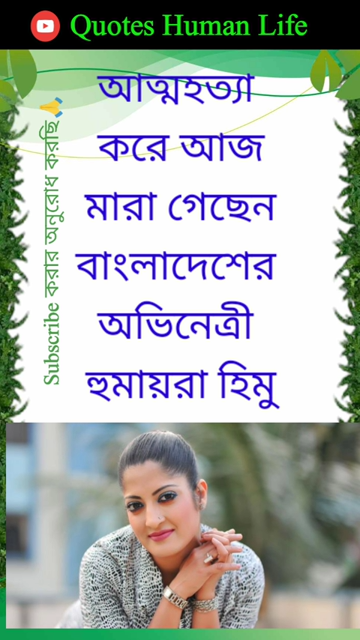 Quotes Human Life
আত্মহত্যা
করে আজ
মারা গেছেন
বাংলাদেশের
অভিনেত্রী
হুমায়রা হিমু
Subscribe করার অনুরোধ করছি🙏